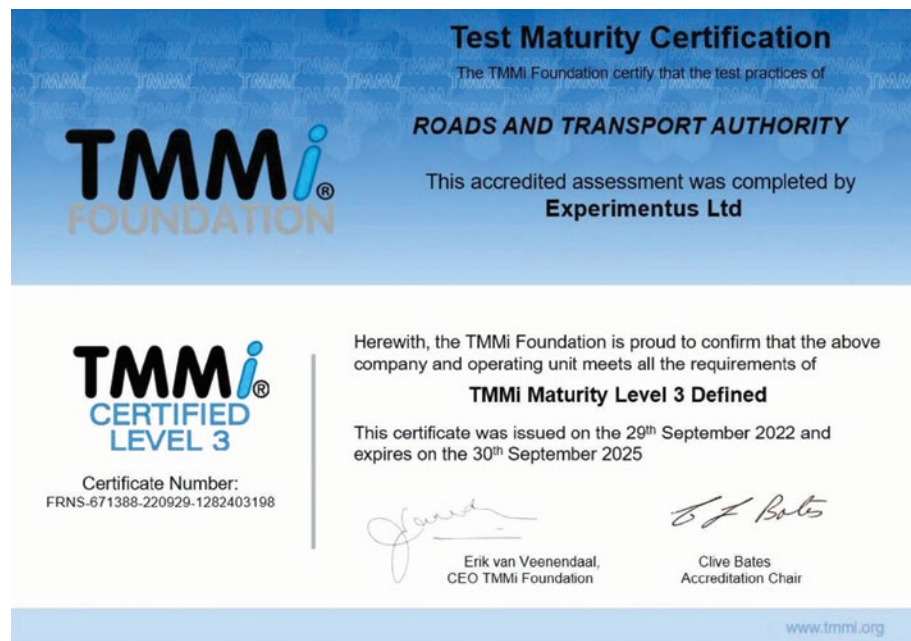 Test Maturity Certification
The TMMi Foundation certify that the test practices of
ROADS AND TRANSPORT AUTHORITY
This accredited assessment was completed by
Experimentus Ltd
TMMi®
FOUNDATION
TMMi®
CERTIFIED
LEVEL 3
Certificate Number:
FRNS-671388-220929-1282403198
Herewith, the TMMi Foundation is proud to confirm that the above
company and operating unit meets all the requirements of
TMMi Maturity Level 3 Defined
This certificate was issued on the 29th September 2022 and
expires on the 30th September 2025
Erik van Veenendaal,
CEO TMMi Foundation
C J Bates
Clive Bates
Accreditation Chair
www.tmmi.org